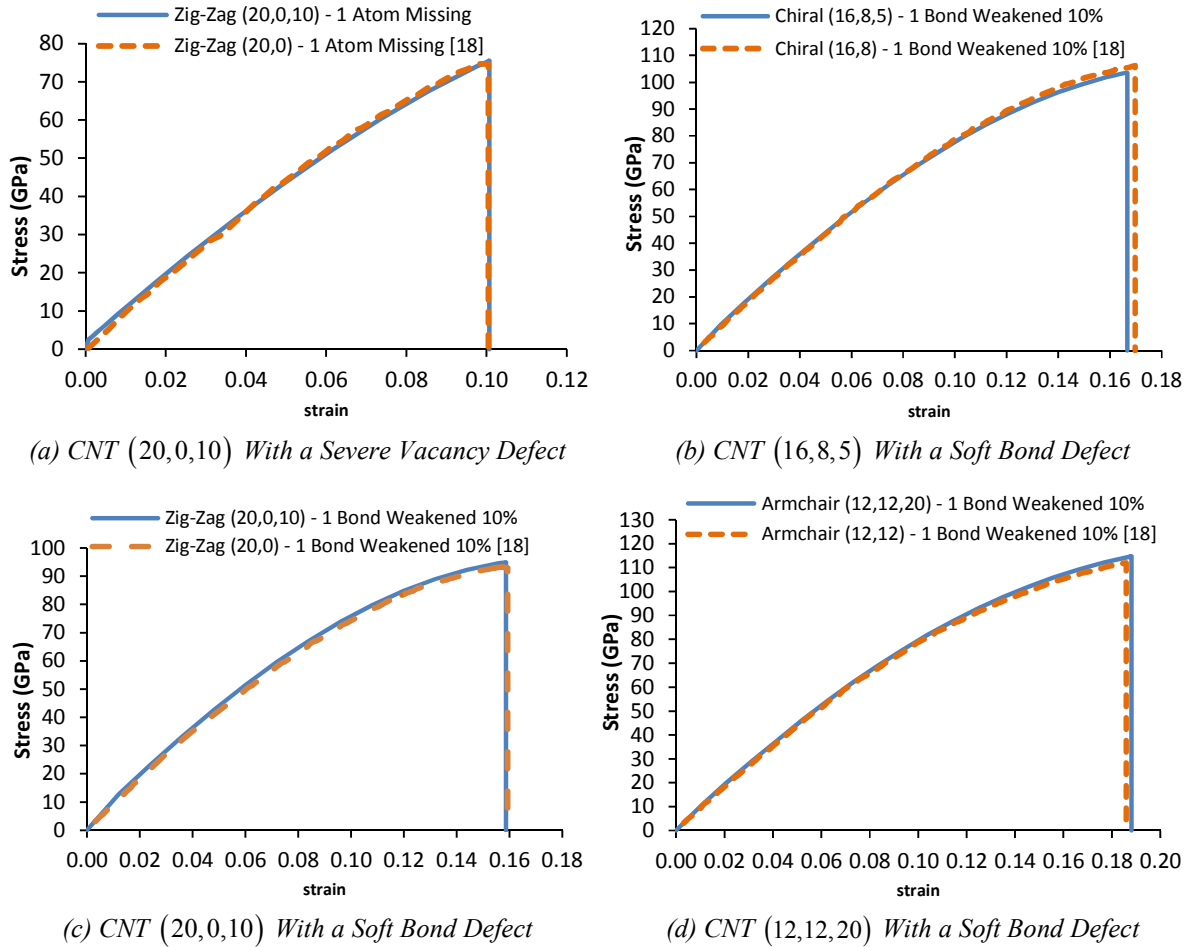 Zig-Zag (20,0,10) - 1 Atom Missing
Zig-Zag (20,0) - 1 Atom Missing [18]
80
70
60
50
40
30
20
10
0
Stress (GPa)
0.00 0.02 0.04 0.06 0.08 0.10 0.12
strain
(a) CNT (20,0,10) With a Severe Vacancy Defect
Chiral (16,8,5) - 1 Bond Weakened 10%
Chiral (16,8) - 1 Bond Weakened 10% [18]
120
110
100
90
80
70
60
50
40
30
20
10
0
Stress (GPa)
0.00 0.02 0.04 0.06 0.08 0.10 0.12 0.14 0.16 0.18
strain
(b) CNT (16,8,5) With a Soft Bond Defect
Zig-Zag (20,0,10) - 1 Bond Weakened 10%
Zig-Zag (20,0) - 1 Bond Weakened 10% [18]
100
90
80
70
60
50
40
30
20
10
0
Stress (GPa)
0.00 0.02 0.04 0.06 0.08 0.10 0.12 0.14 0.16 0.18
strain
(c) CNT (20,0,10) With a Soft Bond Defect
Armchair (12,12,20) - 1 Bond Weakened 10%
Armchair (12,12) - 1 Bond Weakened 10% [18]
130
120
110
100
90
80
70
60
50
40
30
20
10
0
Stress (GPa)
0.00 0.02 0.04 0.06 0.08 0.10 0.12 0.14 0.16 0.18 0.20
strain
(d) CNT (12,12,20) With a Soft Bond Defect